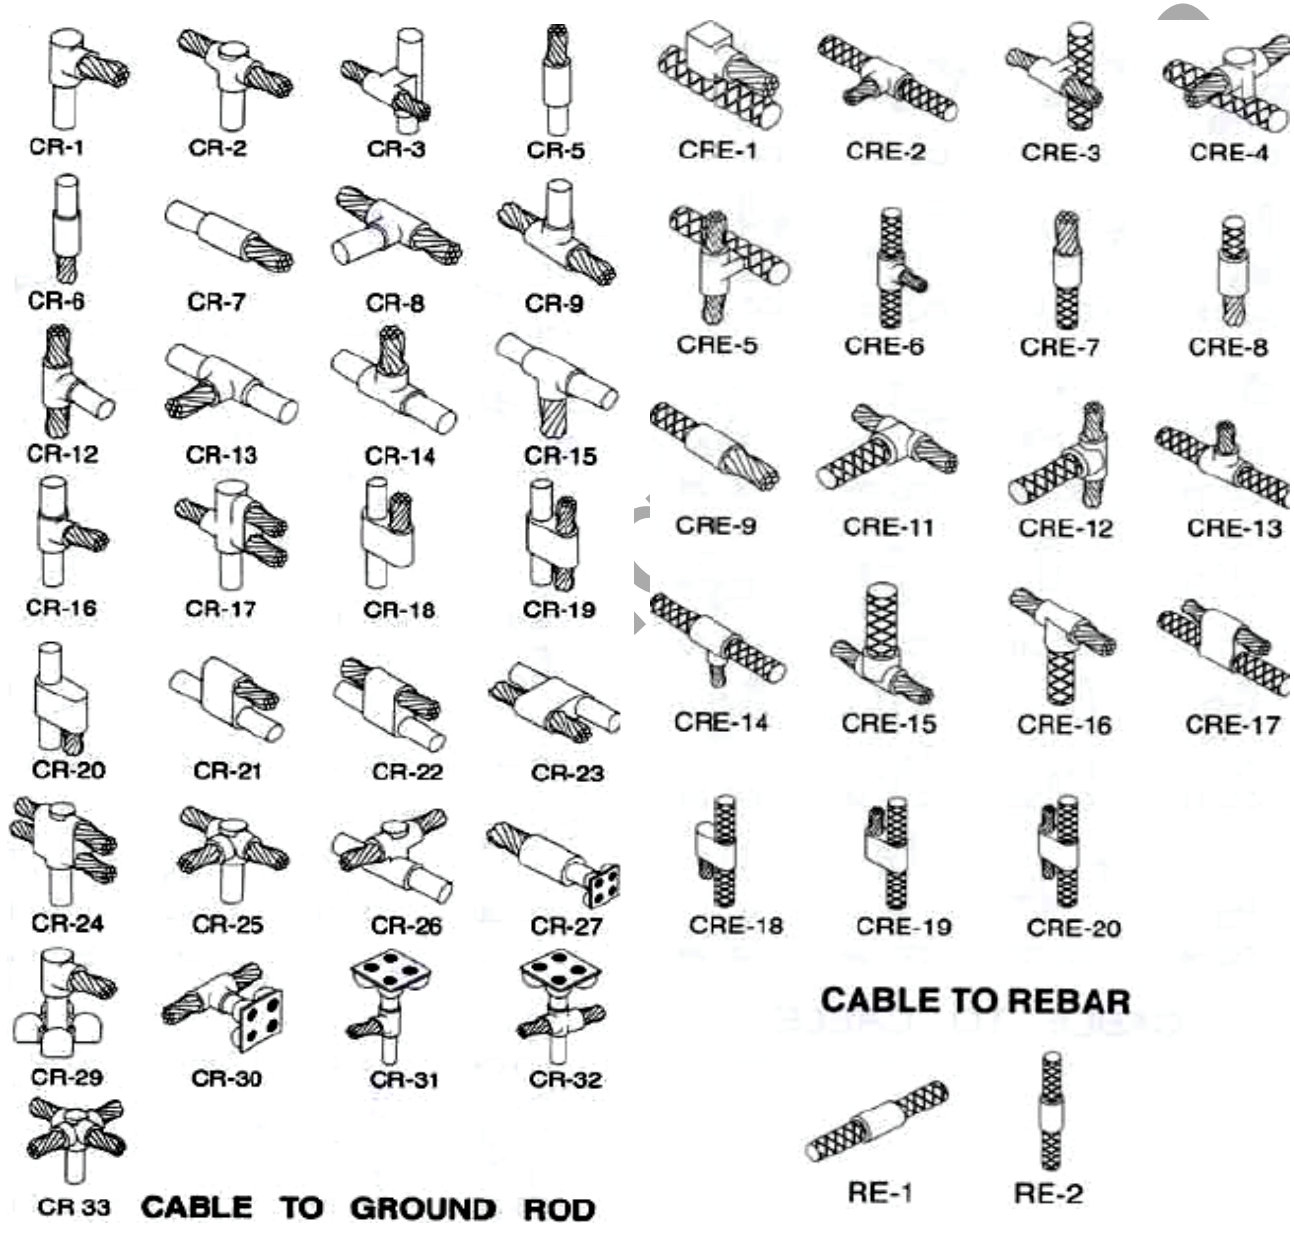 CR-1 CR-2 CR-3 CR-5
CR-6 CR-7 CR-8 CR-9
CR-12 CR-13 CR-14 CR-15
CR-16 CR-17 CR-18 CR-19
CR-20 CR-21 CR-22 CR-23
CR-24 CR-25 CR-26 CR-27
CR-29 CR-30 CR-31 CR-32
CR 33 CABLE TO GROUND ROD
CRE-1 CRE-2 CRE-3 CRE-4
CRE-5 CRE-6 CRE-7 CRE-8
CRE-9 CRE-11 CRE-12 CRE-13
CRE-14 CRE-15 CRE-16 CRE-17
CRE-18 CRE-19 CRE-20
CABLE TO REBAR
RE-1 RE-2